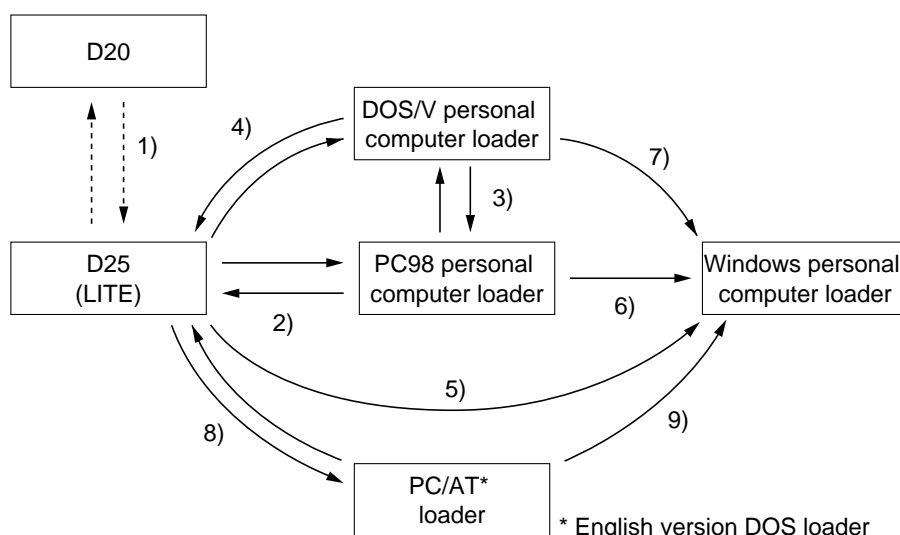 D20
1)
4)
DOS/V personal
computer loader
7)
3)
D25
(LITE)
2)
PC98 personal
computer loader
6)
Windows personal
computer loader
5)
8)
9)
PC/AT*
loader
* English version DOS loader